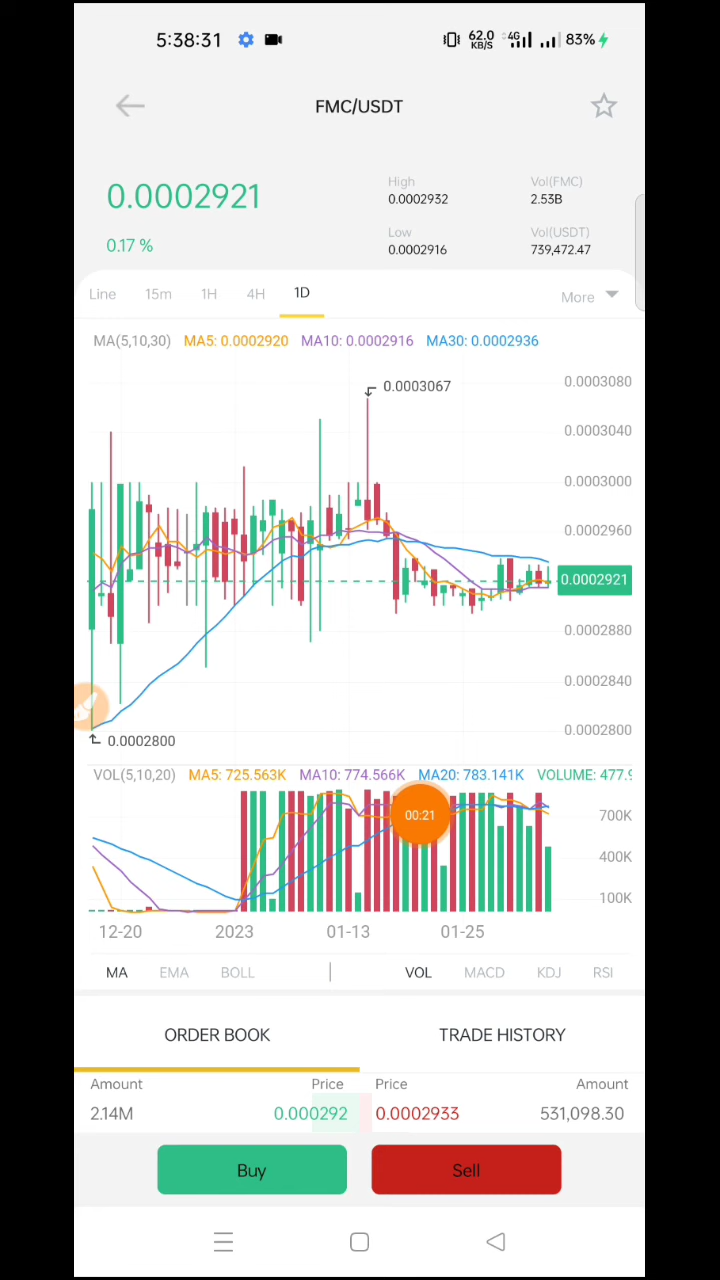 5:38:31 62.0 KB/S 4G 83%
FMC/USDT
0.0002921
0.17 %
High
0.0002932
Vol(FMC)
2.53B
Low
0.0002916
Vol(USDT)
739,472.47
Line 15m 1H 4H 1D More
MA(5,10,30) MA5: 0.0002920 MA10: 0.0002916 MA30: 0.0002936
0.0003080
0.0003067
0.0003040
0.0003000
0.0002960
0.0002921
0.0002880
0.0002840
0.0002800
0.0002800
VOL(5,10,20) MA5: 725.563K MA10: 774.566K MA20: 783.141K VOLUME: 477.9
00:21
700K
400K
100K
12-20 2023 01-13 01-25
MA EMA BOLL | VOL MACD KDJ RSI
ORDER BOOK TRADE HISTORY
Amount Price Price Amount
2.14M 0.000292 0.0002933 531,098.30
Buy Sell